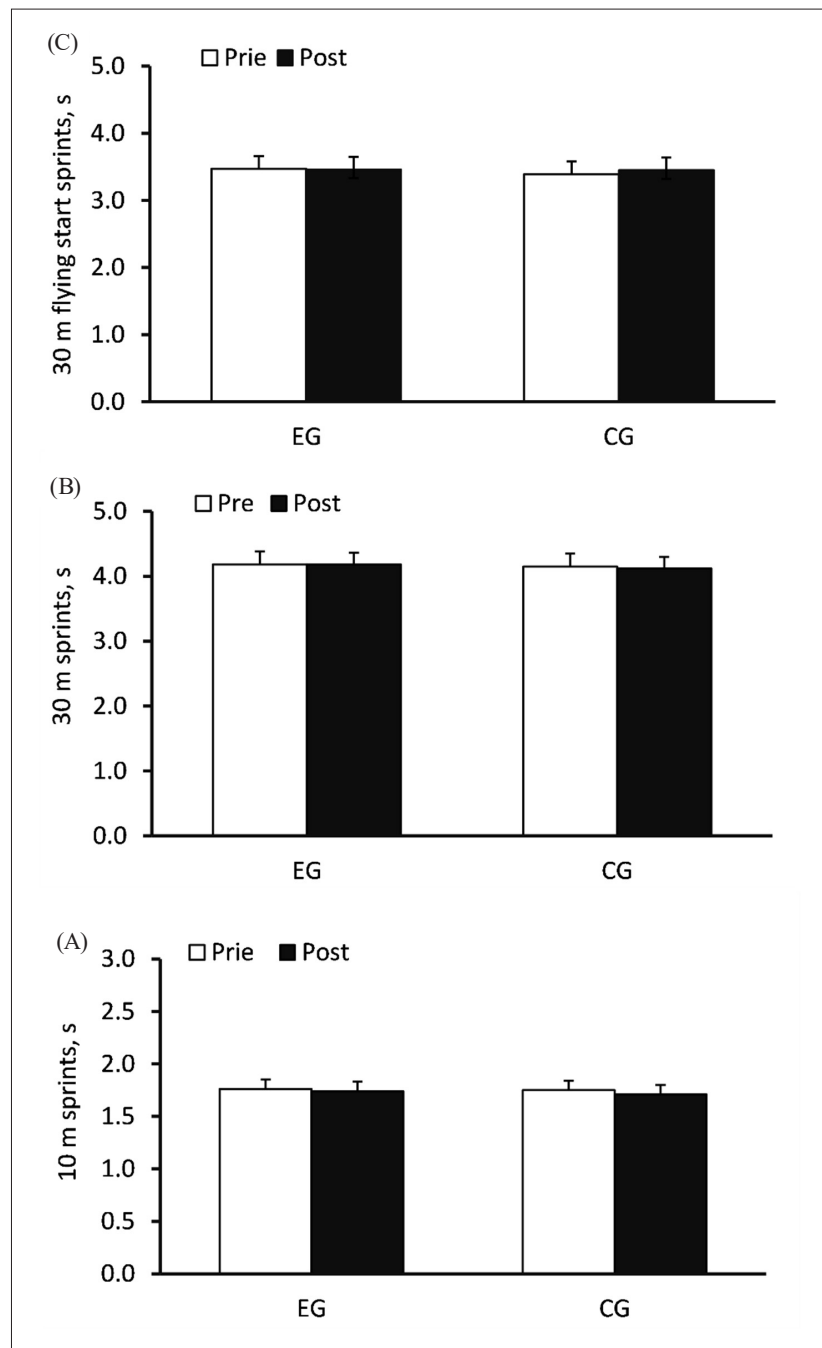 (C)
Prie Post
5.0
4.0
3.0
2.0
1.0
0.0
30 m flying start sprints, s
EG CG
(B)
Pre Post
5.0
4.0
3.0
2.0
1.0
0.0
30 m sprints, s
EG CG
(A)
Prie Post
3.0
2.5
2.0
1.5
1.0
0.5
0.0
10 m sprints, s
EG CG